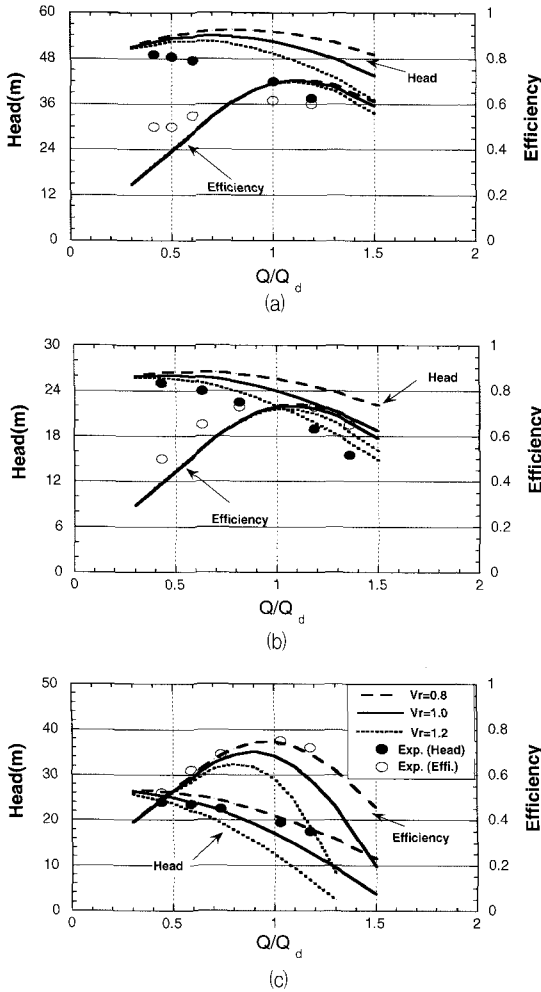 60
48
36
24
12
0
Head(m)
1
0.8
0.6
0.4
0.2
0
Efficiency
Head
Efficiency
0
0.5
1
1.5
2
Q/Q d
(a)
30
24
18
12
6
0
Head(m)
1
0.8
0.6
0.4
0.2
0
Efficiency
Head
Efficiency
0
0.5
1
1.5
2
Q/Q d
(b)
50
40
30
20
10
0
Head(m)
1
0.8
0.6
0.4
0.2
0
Efficiency
Vr=0.8
Vr=1.0
Vr=1.2
Exp. (Head)
Exp. (Effi.)
Efficiency
Head
0
0.5
1
1.5
2
Q/Q d
(c)